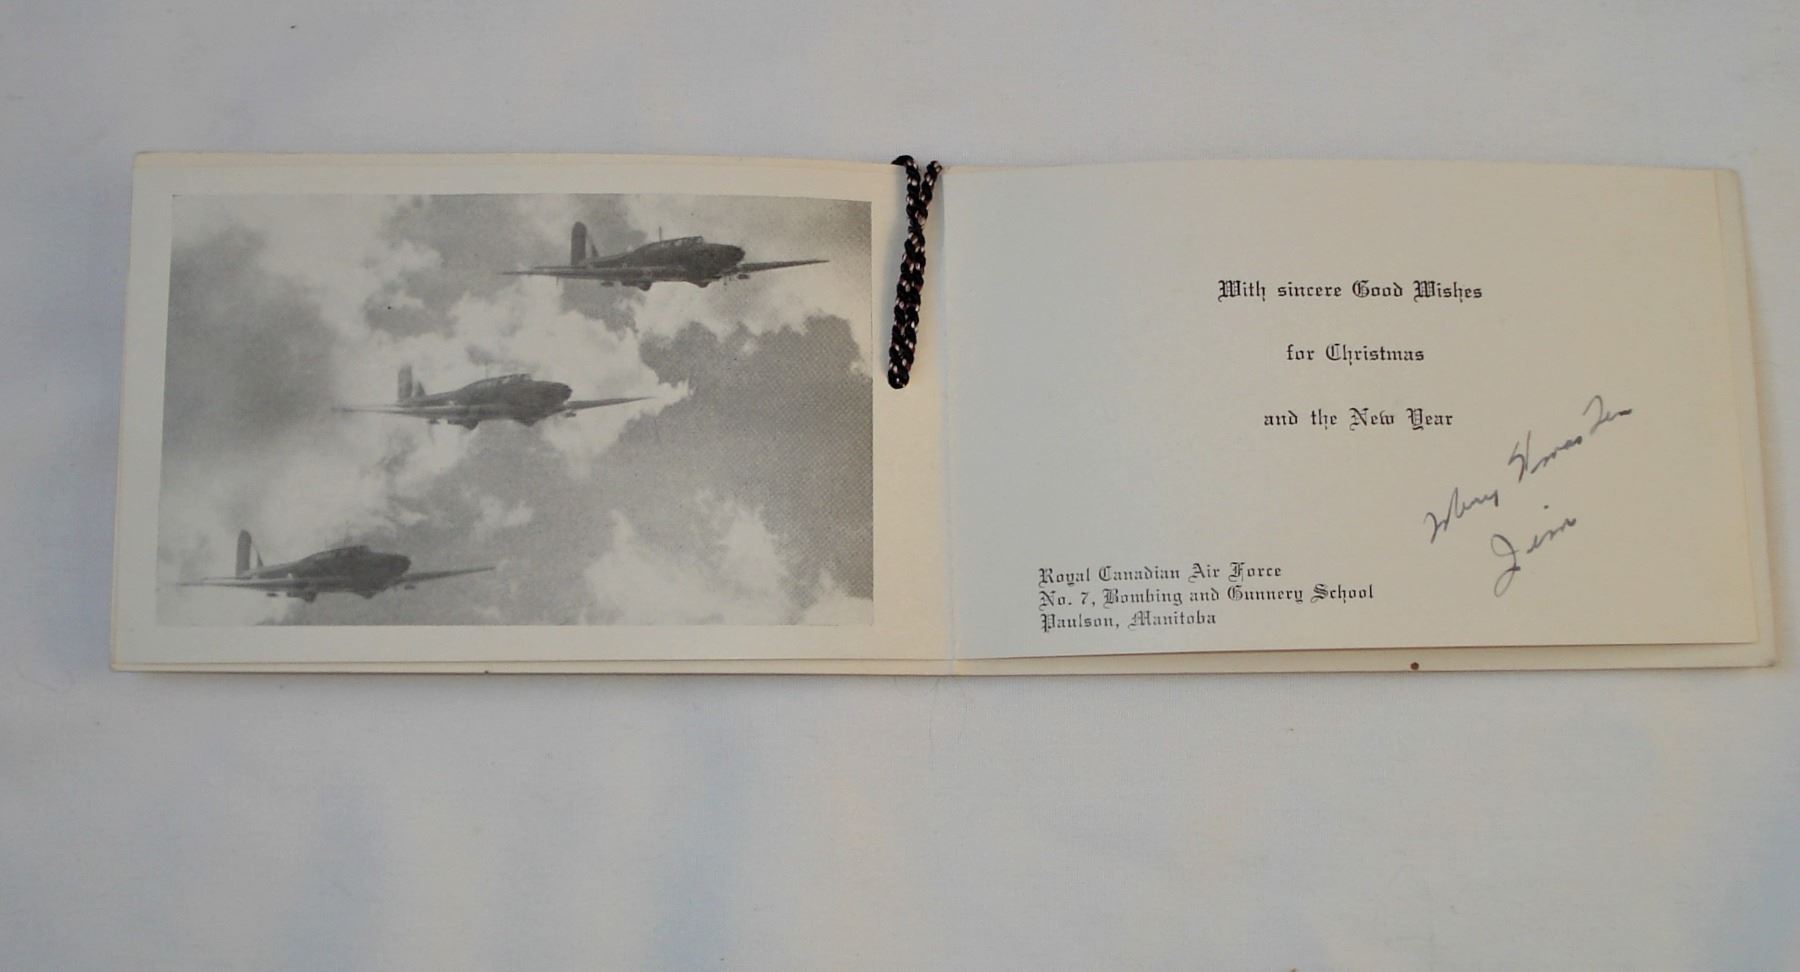 With sincere Good Wishes
for Christmas
and the New Year
Merry Xmas
Jim
Royal Canadian Air Force
No. 7, Bombing and Gunnery School
Paulson, Manitoba